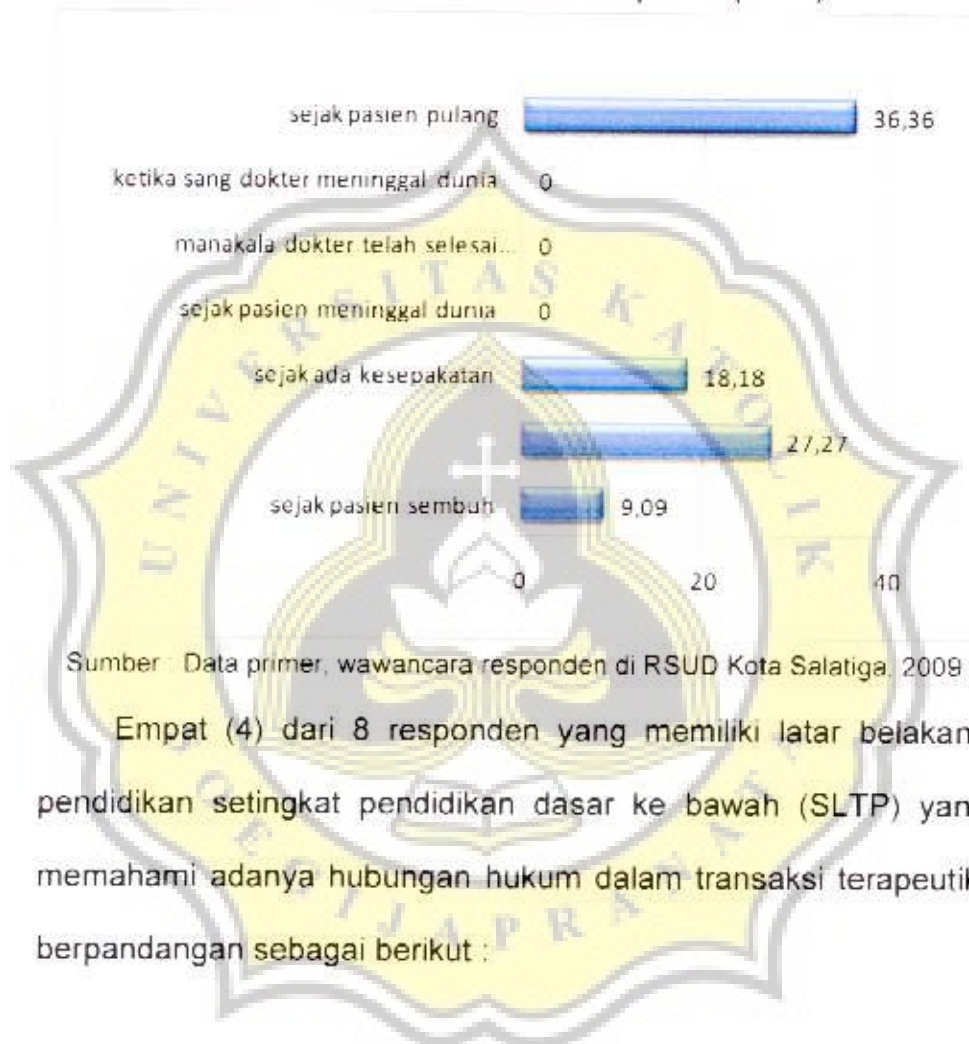 sejak pasien pulang 36,36
ketika sang dokter meninggal dunia 0
manakala dokter telah selesai... 0
sejak pasien meninggal dunia 0
sejak ada kesepakatan 18,18
27,27
sejak pasien sembuh 9,09
0 20 40
Sumber : Data primer, wawancara responden di RSUD Kota Salatiga, 2009
Empat (4) dari 8 responden yang memiliki latar
pendidikan setingkat pendidikan dasar ke bawah (SLTP)
memahami adanya hubungan hukum dalam transaksi terapeutik
berpandangan sebagai berikut :
UNIVERSITAS KATOLIK
SOEGIJAPRANATA